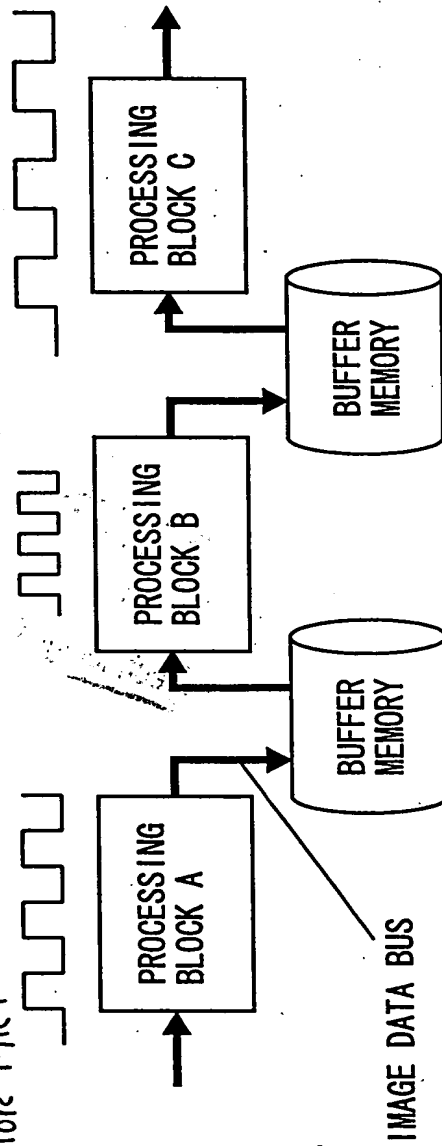 PROCESSING
BLOCK A
PROCESSING
BLOCK B
PROCESSING
BLOCK C
BUFFER
MEMORY
BUFFER
MEMORY
IMAGE DATA BUS